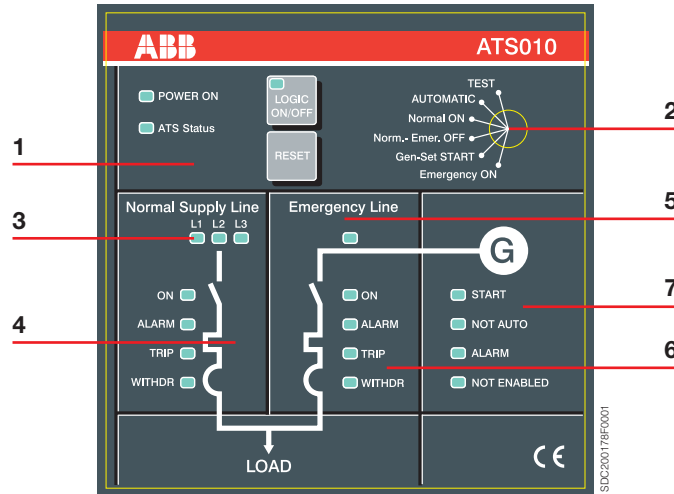 ABB ATS010
POWER ON
ATS Status
LOGIC
ON/OFF
RESET
TEST
AUTOMATIC
Normal ON
Norm.- Emer. OFF
Gen-Set START
Emergency ON
1
2
Normal Supply Line
L1 L2 L3
Emergency Line
3
5
G
ON
ALARM
TRIP
WITHDR
4
ON
ALARM
TRIP
WITHDR
6
START
NOT AUTO
ALARM
NOT ENABLED
7
LOAD
CE
SDC200178F0001